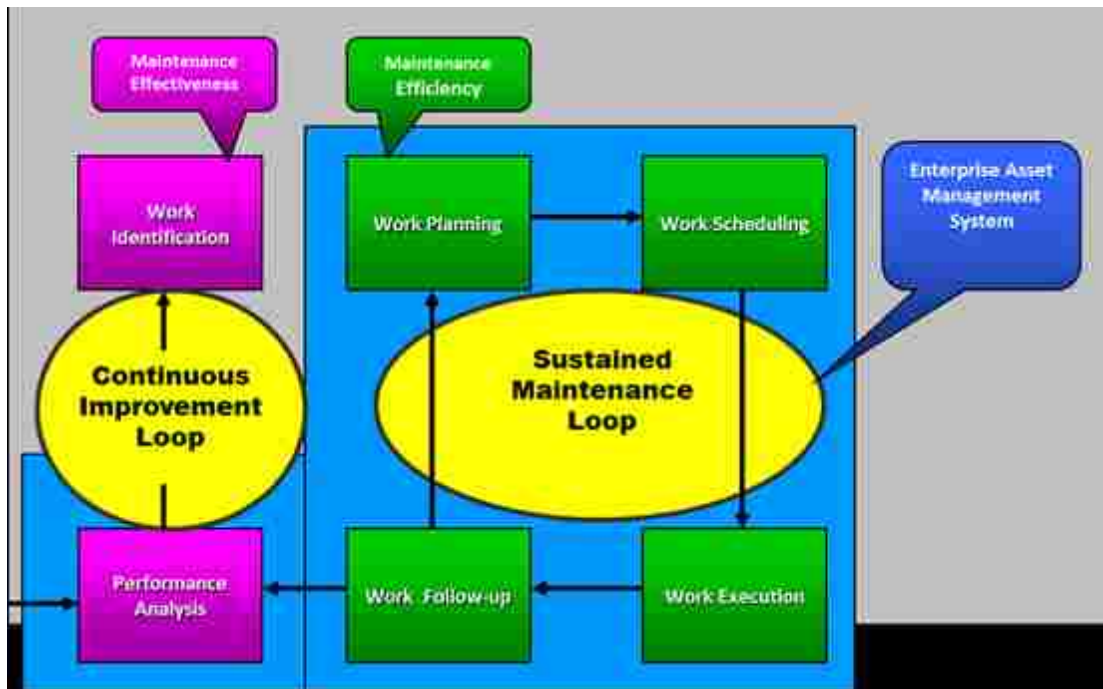 Maintenance
Effectiveness
Maintenance
Efficiency
Enterprise Asset
Management
System
Work
Identification
Work Planning
Work Scheduling
Continuous
Improvement
Loop
Sustained
Maintenance
Loop
Performance
Analysis
Work Follow-up
Work Execution